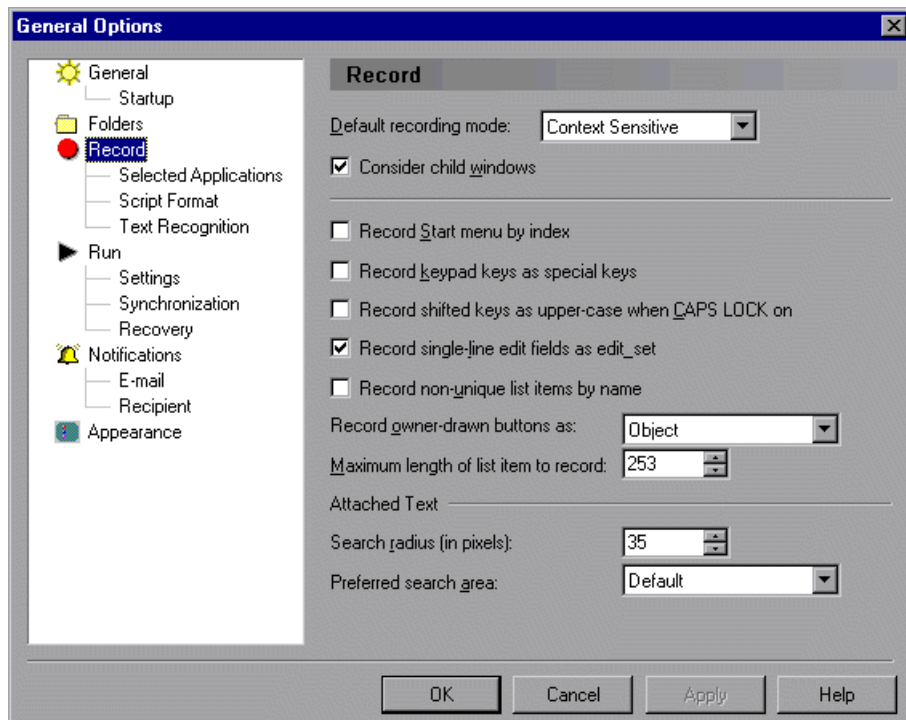 General Options
General
Startup
Folders
Record
Selected Applications
Script Format
Text Recognition
Run
Settings
Synchronization
Recovery
Notifications
E-mail
Recipient
Appearance
Record
Default recording mode: Context Sensitive
Consider child windows
Record Start menu by index
Record keypad keys as special keys
Record shifted keys as upper-case when CAPS LOCK on
Record single-line edit fields as edit_set
Record non-unique list items by name
Record owner-drawn buttons as: Object
Maximum length of list item to record: 253
Attached Text
Search radius (in pixels): 35
Preferred search area: Default
OK Cancel Apply Help